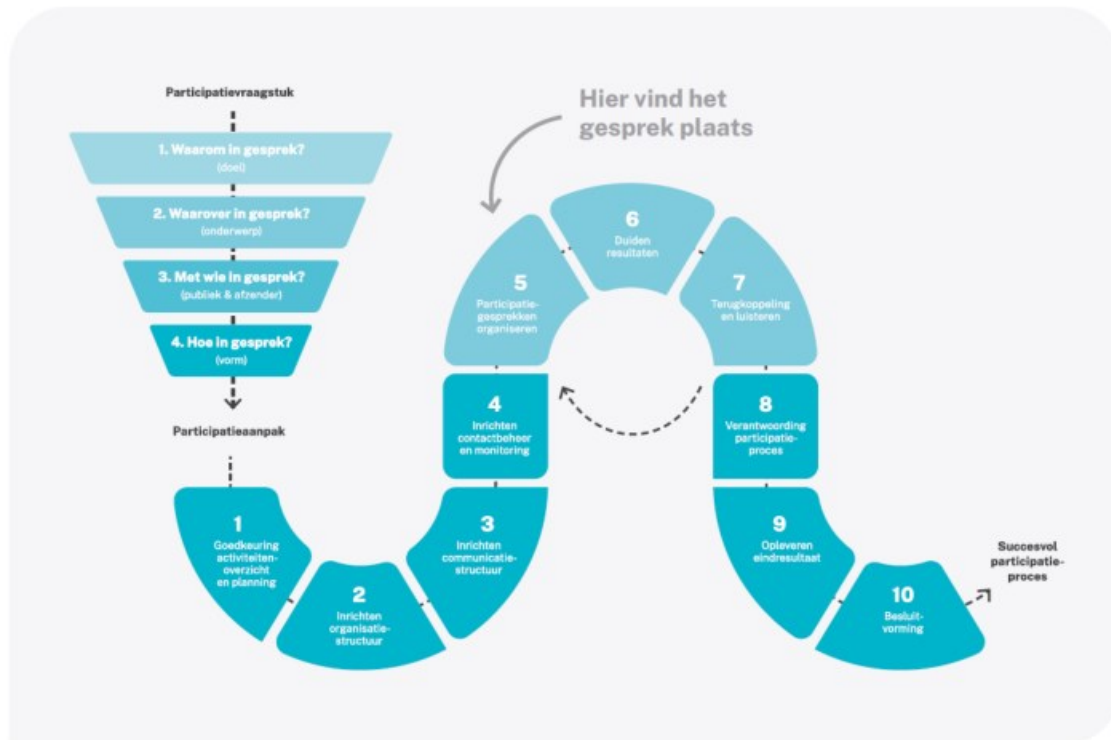 Participatievraagstuk
1. Waarom in gesprek?
(doel)
2. Waarover in gesprek?
(onderwerp)
3. Met wie in gesprek?
(publiek & afzender)
4. Hoe in gesprek?
(vorm)
Participatieaanpak
1
Goedkeuring
activiteiten-
overzicht
en planning
2
Inrichten
organisatie-
structuur
3
Inrichten
communicatie-
structuur
4
Inrichten
contactbeheer
en monitoring
Hier vind het
gesprek plaats
5
Participatie-
gesprekken
organiseren
6
Duiden
resultaten
7
Terugkoppeling
en luisteren
8
Verantwoording
participatie-
proces
9
Opleveren
eindresultaat
10
Besluit-
vorming
Succesvol
participatie-
proces